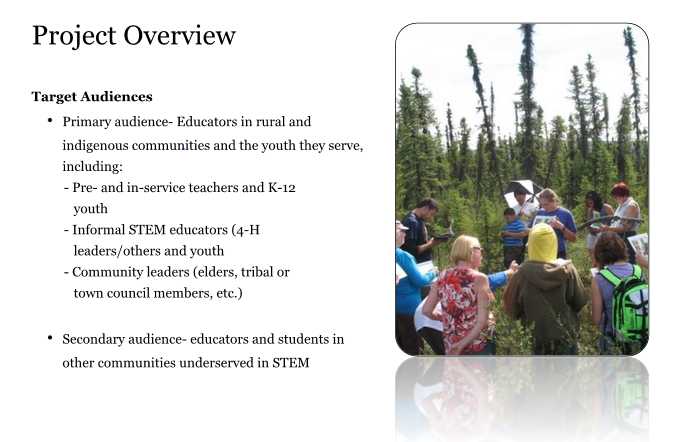 Project Overview
Target Audiences
• Primary audience- Educators in rural and
indigenous communities and the youth they serve,
including:
- Pre- and in-service teachers and K-12
youth
- Informal STEM educators (4-H
leaders/others and youth
- Community leaders (elders, tribal or
town council members, etc.)
• Secondary audience- educators and students in
other communities underserved in STEM